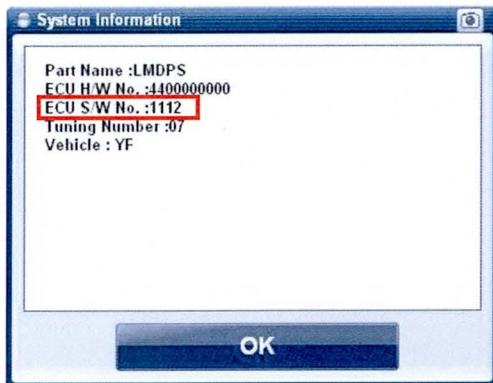 System Information
Part Name :LMDPS
ECU H/W No. :4400000000
ECU S/W No. :1112
Tuning Number :07
Vehicle : YF
OK